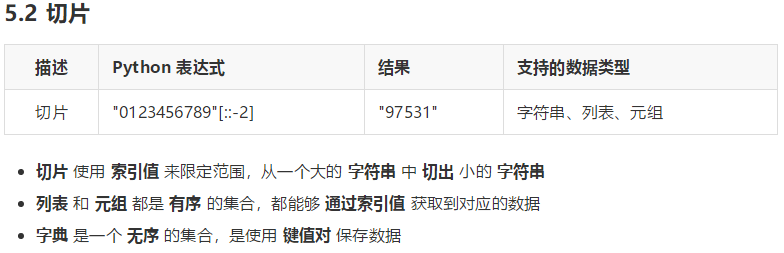 5.2 切片
描述 Python 表达式 结果 支持的数据类型
切片 "0123456789"[::-2] "97531" 字符串、列表、元组
• 切片 使用 索引值 来限定范围，从一个大的 字符串 中 切出 小的 字符串
• 列表 和 元组 都是 有序 的集合，都能够 通过索引值 获取到对应的数据
• 字典 是一个 无序 的集合，是使用 键值对 保存数据